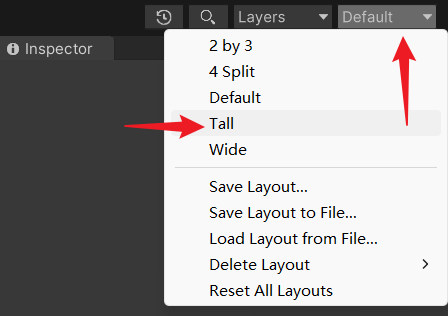 Layers
Default
Inspector
2 by 3
4 Split
Default
Tall
Wide
Save Layout...
Save Layout to File...
Load Layout from File...
Delete Layout
Reset All Layouts